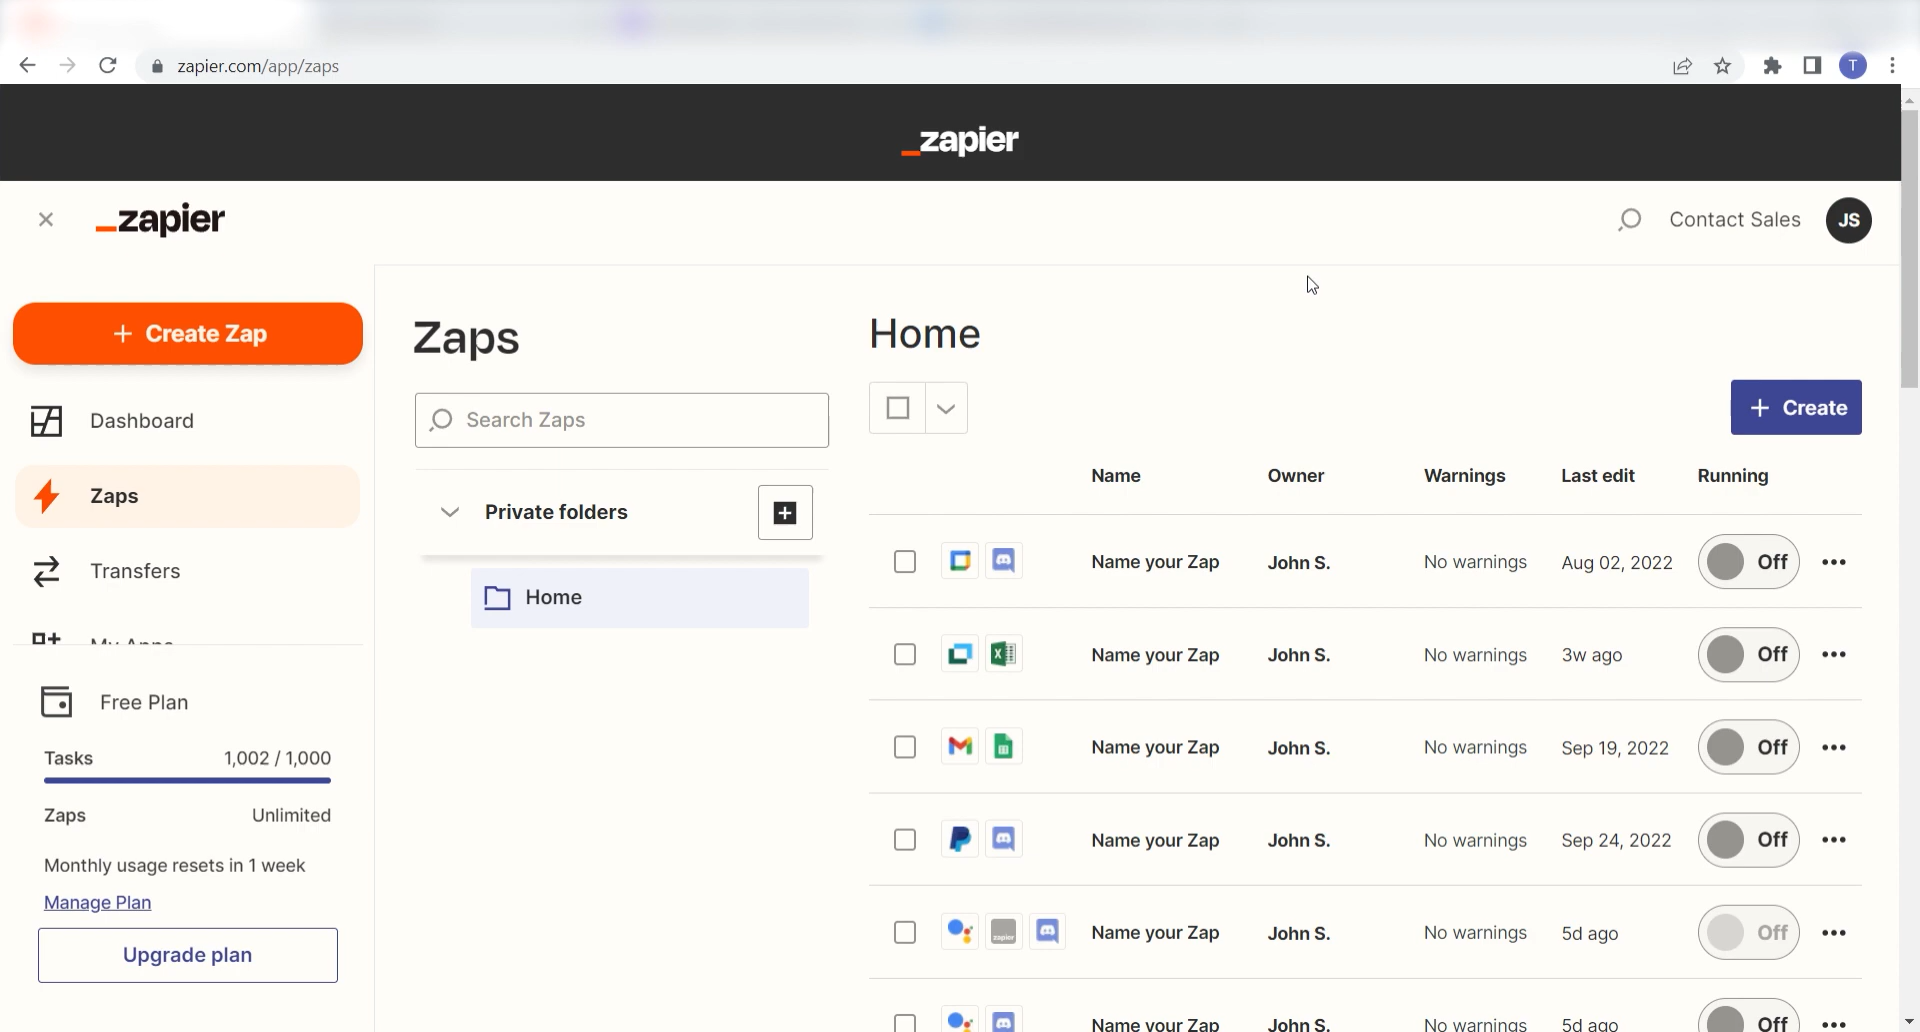 zapier.com/app/zaps
T
_zapier
_zapier
Contact Sales
JS
+ Create Zap
Dashboard
Zaps
Transfers
My Apps
Free Plan
Tasks 1,002 / 1,000
Zaps Unlimited
Monthly usage resets in 1 week
Manage Plan
Upgrade plan
Zaps
Search Zaps
Private folders
Home
Home
+ Create
Name Owner Warnings Last edit Running
Name your Zap John S. No warnings Aug 02, 2022 Off
Name your Zap John S. No warnings 3w ago Off
Name your Zap John S. No warnings Sep 19, 2022 Off
Name your Zap John S. No warnings Sep 24, 2022 Off
zapier Name your Zap John S. No warnings 5d ago Off
Name your Zap John S. No warnings 5d ago Off